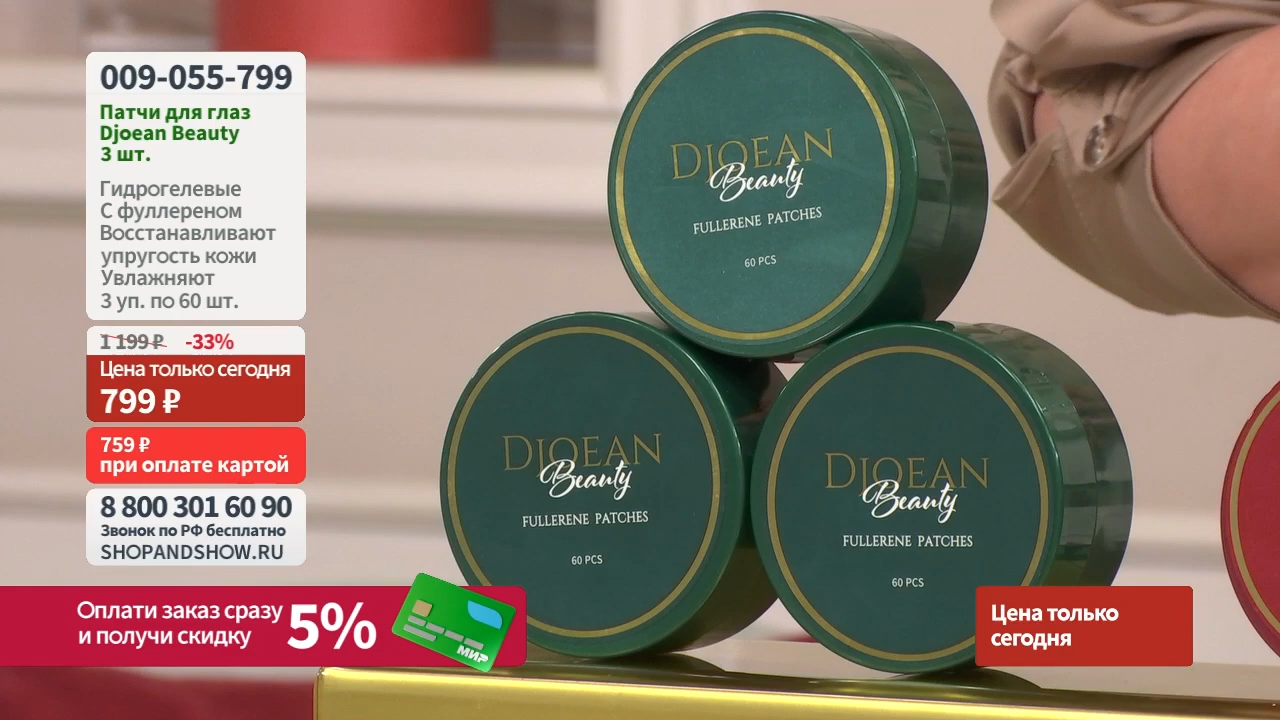 009-055-799
Патчи для глаз
Djoean Beauty
3 шт.
Гидрогелевые
С фуллереном
Восстанавливают
упругость кожи
Увлажняют
3 уп. по 60 шт.
1 199 ₽ -33%
Цена только сегодня
799 ₽
759 ₽
при оплате картой
8 800 301 60 90
Звонок по РФ бесплатно
SHOPANDSHOW.RU
Оплати заказ сразу
и получи скидку
5%
МИР
DJOEAN
Beauty
FULLERENE PATCHES
60 PCS
DJOEAN
Beauty
FULLERENE PATCHES
60 PCS
DJOEAN
Beauty
FULLERENE PATCHES
60 PCS
Цена только
сегодня